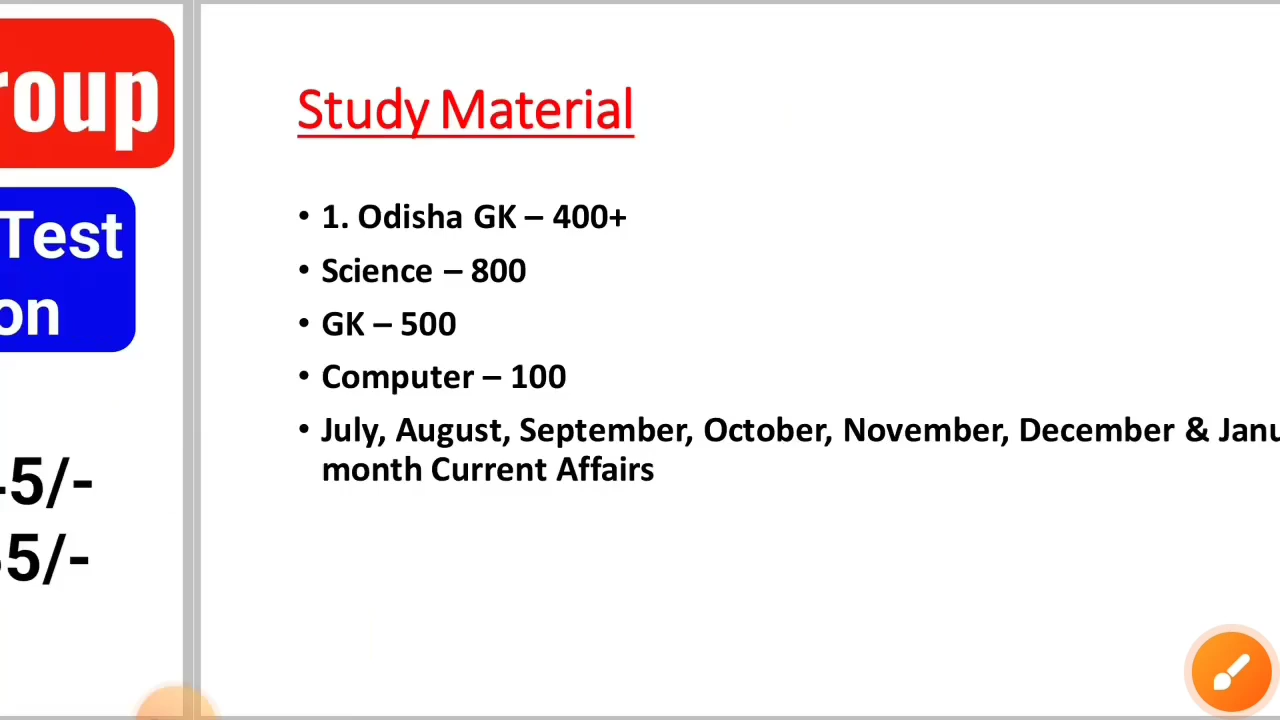 roup
Test
on
5/-
5/-
Study Material
• 1. Odisha GK – 400+
• Science – 800
• GK – 500
• Computer – 100
• July, August, September, October, November, December & Janu
month Current Affairs